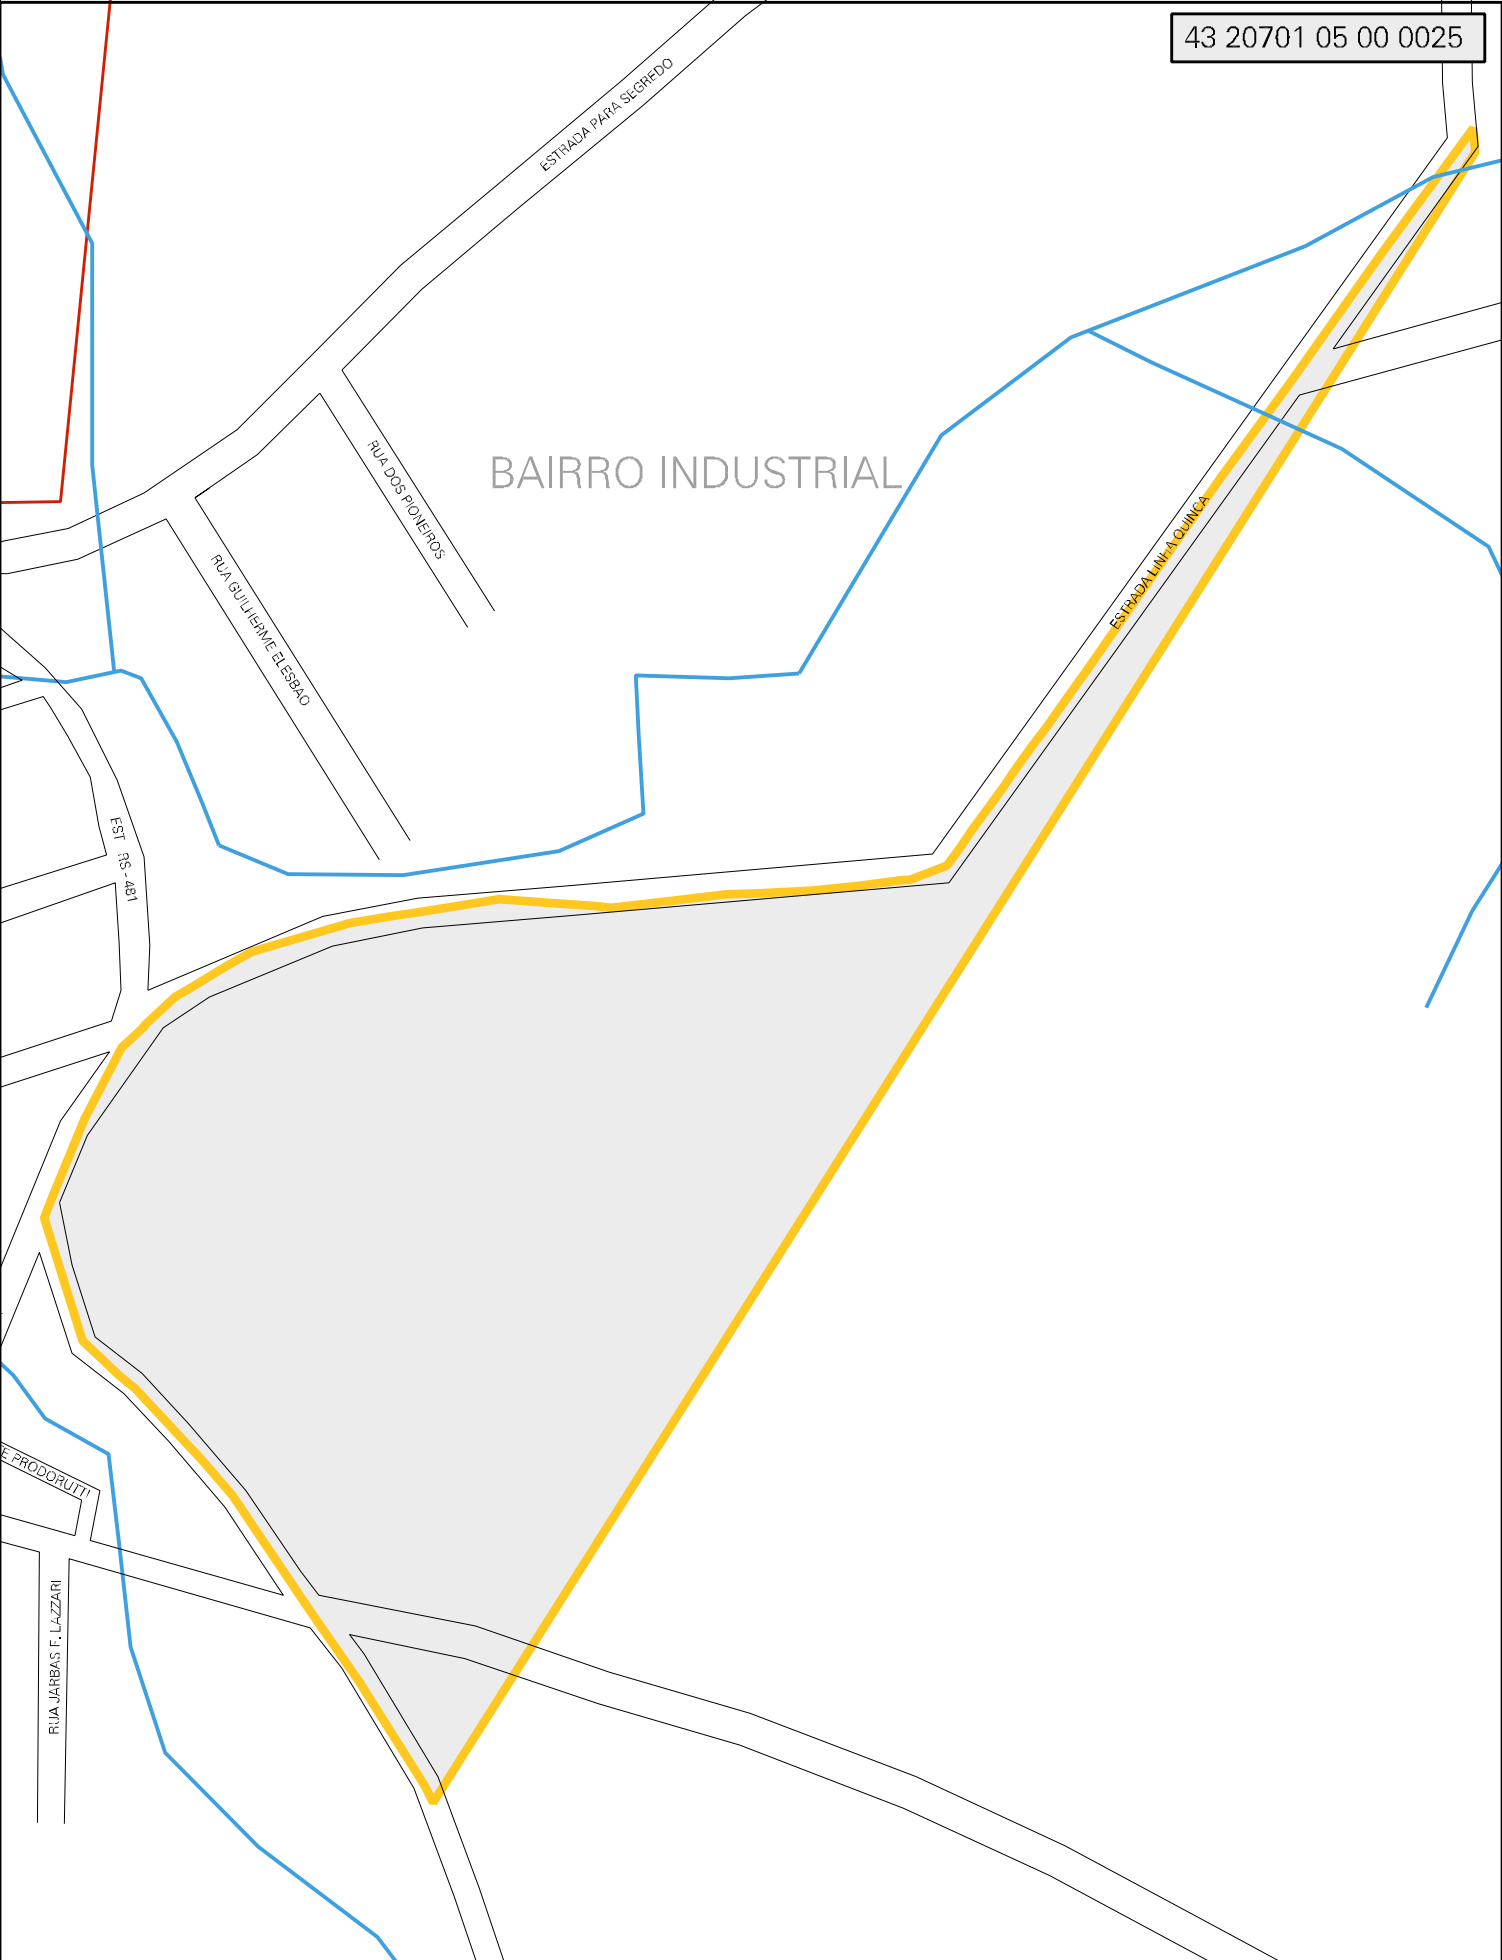 43 20701 05 00 0025
ESTRADA PARA SEGREDO
RUA DOS PIONEIROS
BAIRRO INDUSTRIAL
RUA GUILHERME ELESBAO
ESTRADA LINHA QUINCA
EST RS-481
E PRODORUTTI
RUA JARBAS F. LAZZARI